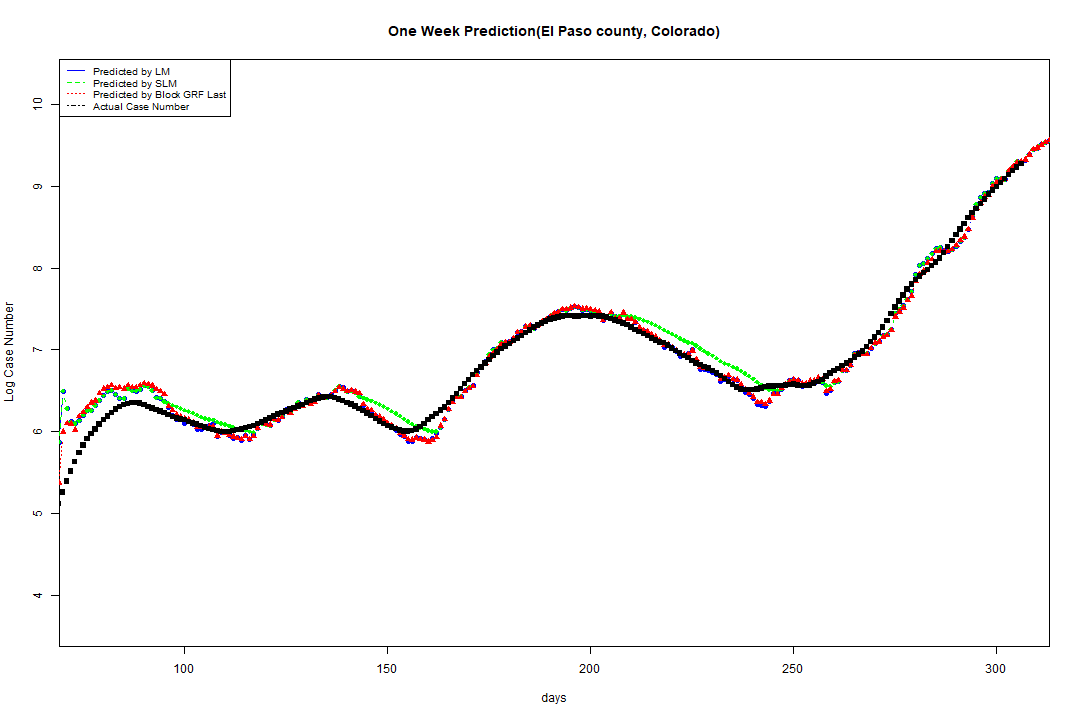 One Week Prediction(El Paso county, Colorado)
Predicted by LM
Predicted by SLM
Predicted by Block GRF Last
Actual Case Number
10
9
8
7
6
5
4
Log Case Number
100 150 200 250 300
days